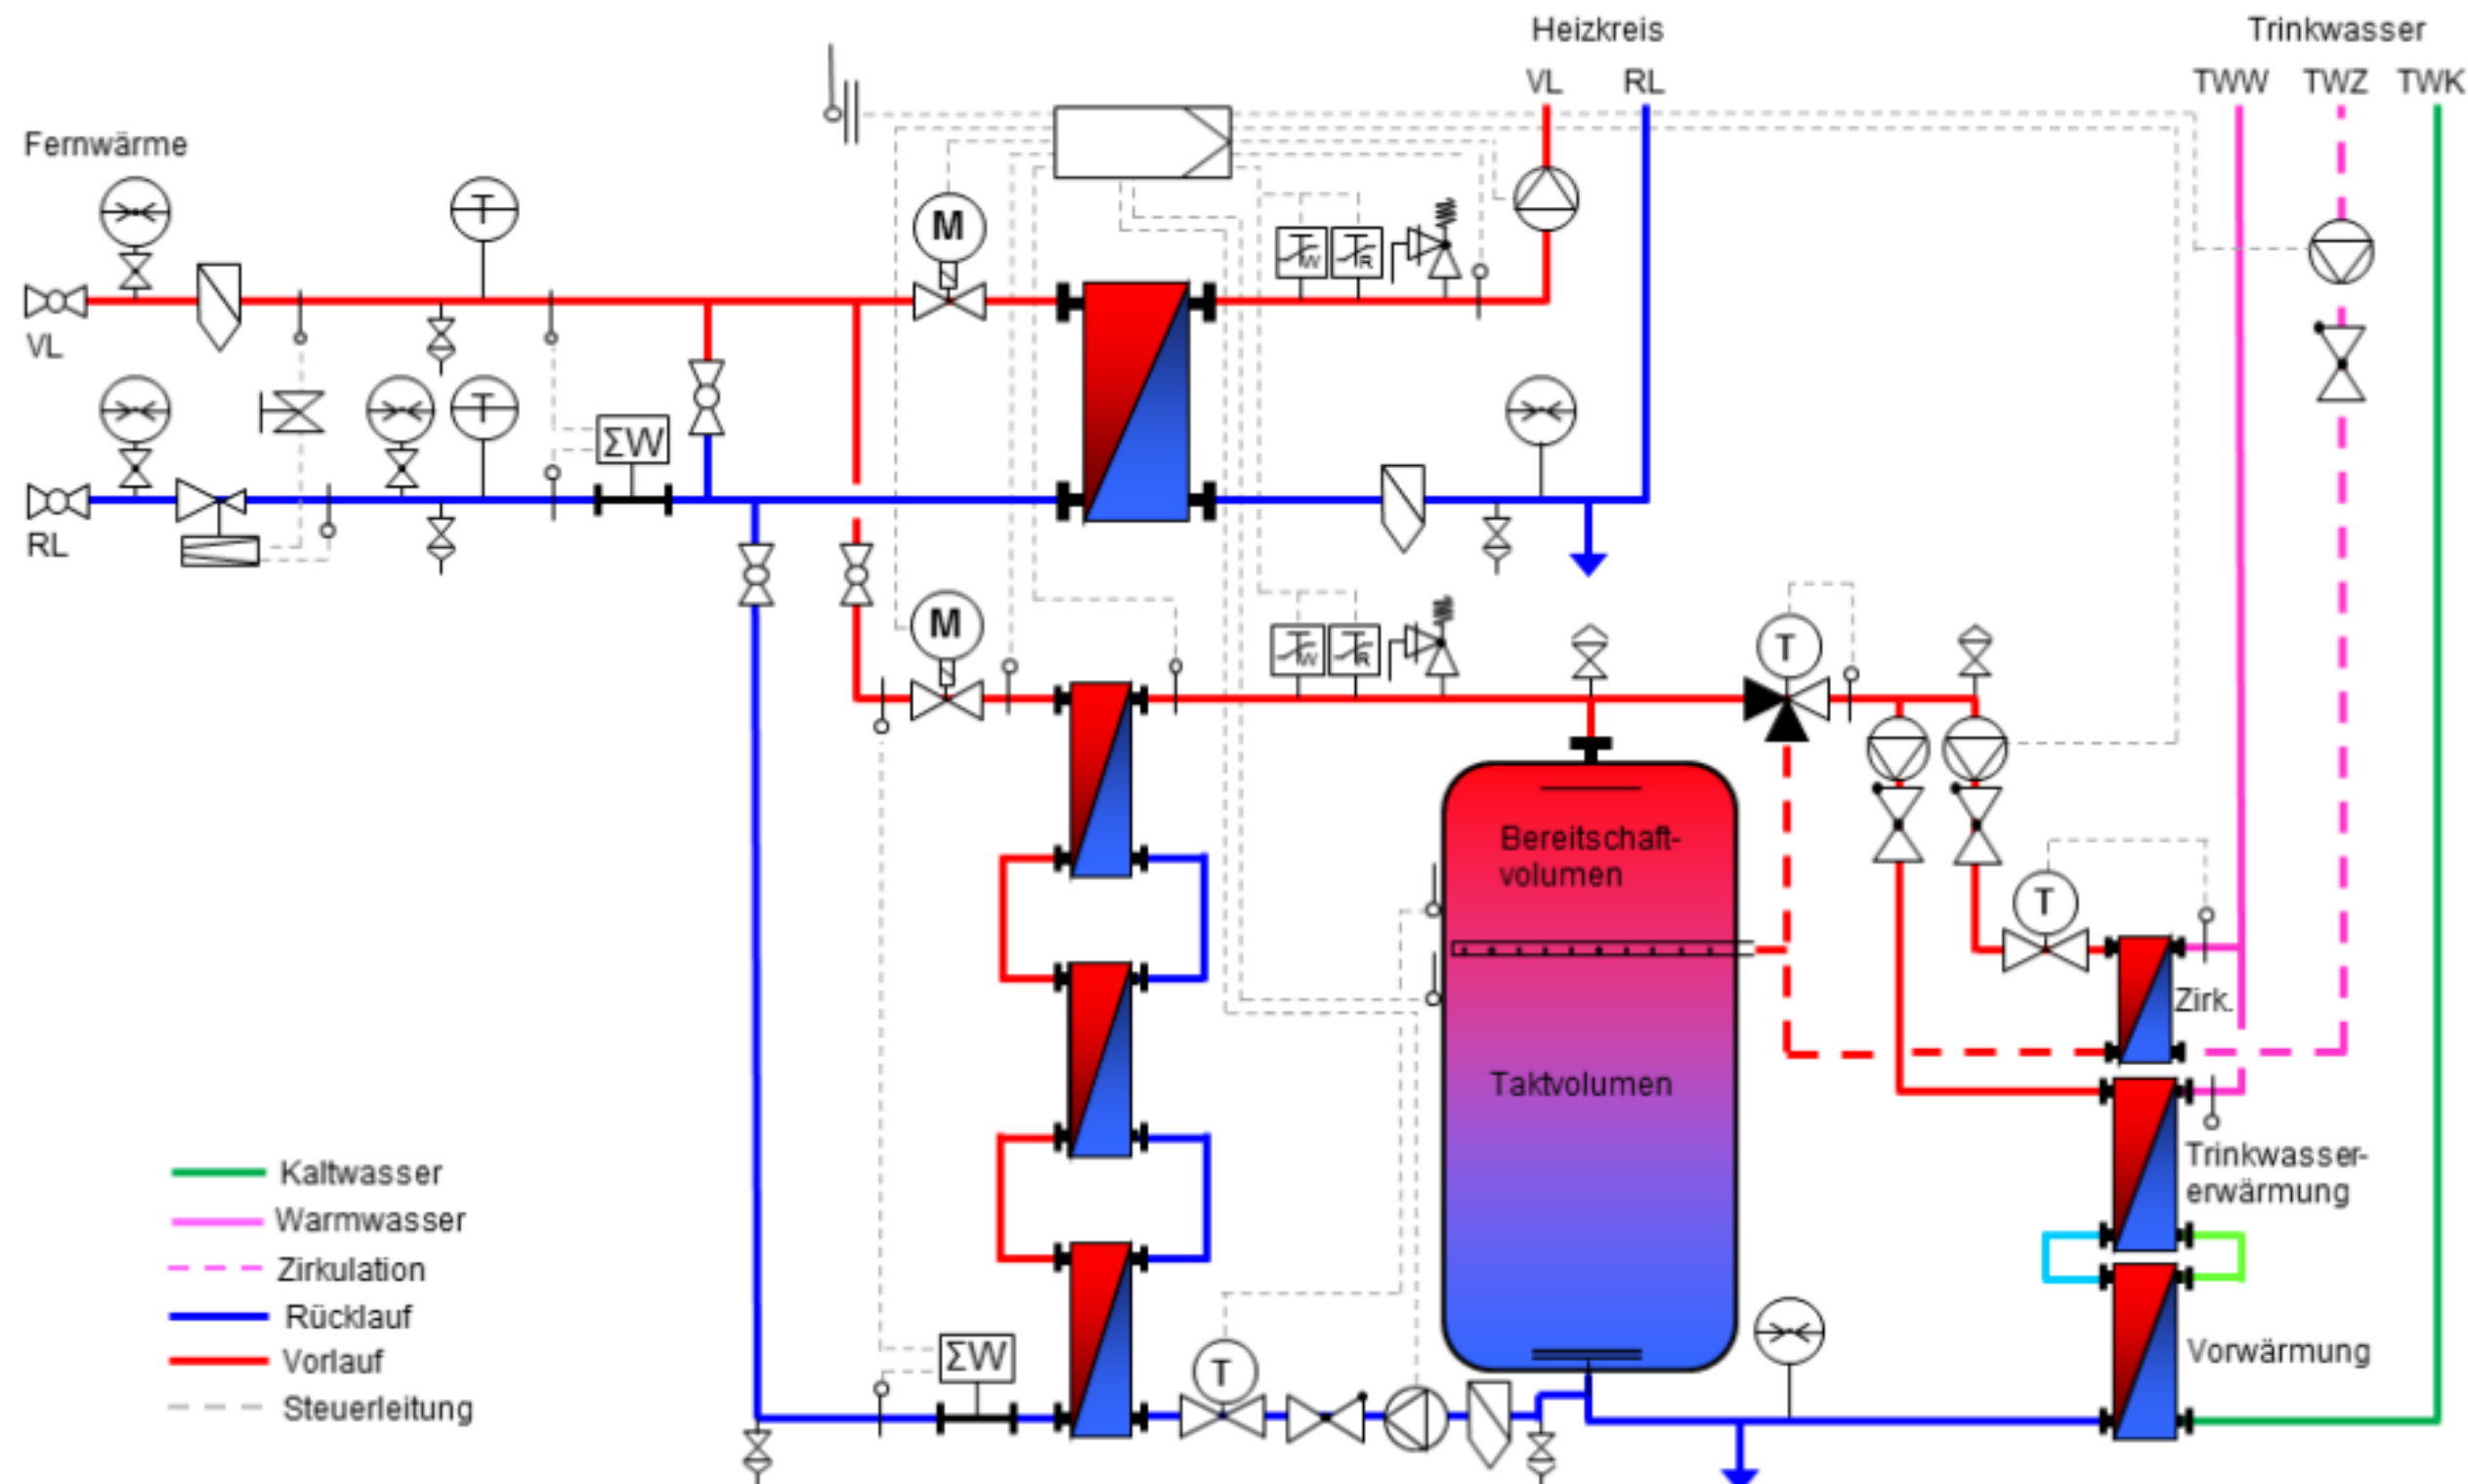 Heizkreis
Trinkwasser
VL
RL
TWW
TWZ
TWK
Fernwärme
T
M
W
R
VL
T
ΣW
RL
M
W
R
T
Bereitschaft-
volumen
T
Zirk.
Taktvolumen
Trinkwasser-
erwärmung
Kaltwasser
Warmwasser
Zirkulation
Rücklauf
Vorlauf
Steuerleitung
ΣW
T
Vorwärmung